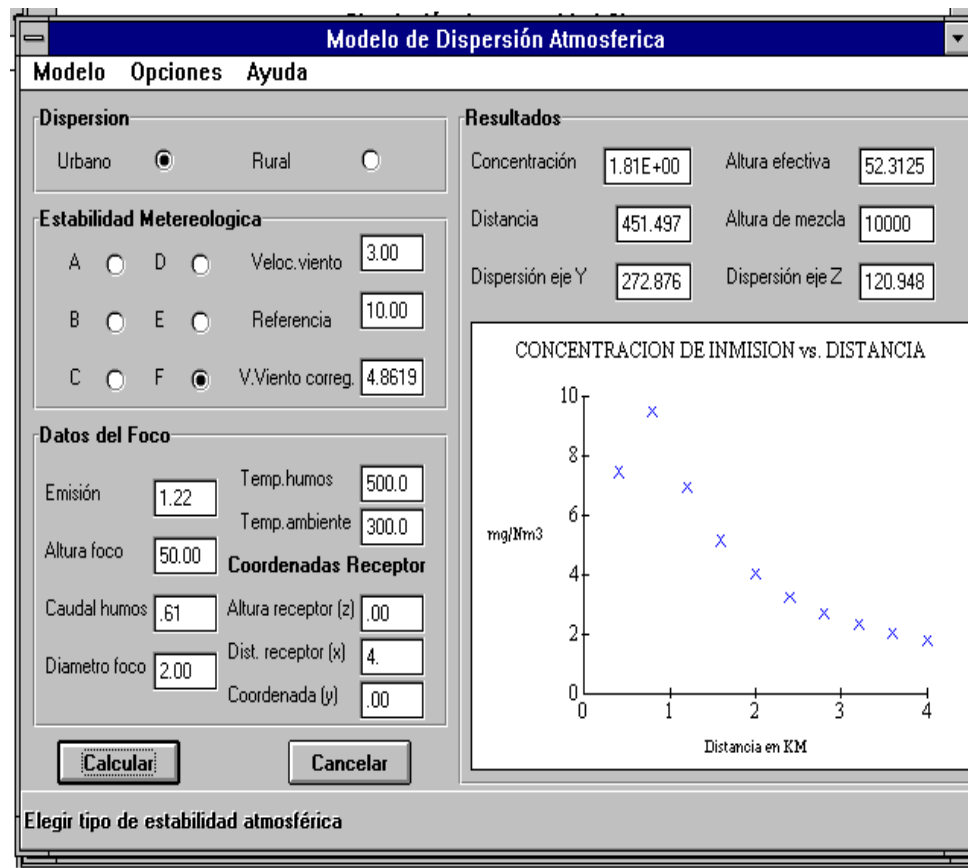 Modelo de Dispersión Atmosferica
Modelo Opciones Ayuda
Dispersion
Urbano Rural
Estabilidad Metereologica
A D Veloc.viento 3.00
B E Referencia 10.00
C F V.Viento correg. 4.8619
Datos del Foco
Emisión 1.22
Altura foco 50.00
Caudal humos .61
Diametro foco 2.00
Temp.humos 500.0
Temp.ambiente 300.0
Coordenadas Receptor
Altura receptor (z) .00
Dist. receptor (x) 4.
Coordenada (y) .00
Calcular Cancelar
Resultados
Concentración 1.81E+00 Altura efectiva 52.3125
Distancia 451.497 Altura de mezcla 10000
Dispersión eje Y 272.876 Dispersión eje Z 120.948
CONCENTRACION DE INMISION vs. DISTANCIA
10
8
6
mg/Nm3
4
2
0
0 1 2 3 4
Distancia en KM
Elegir tipo de estabilidad atmosférica